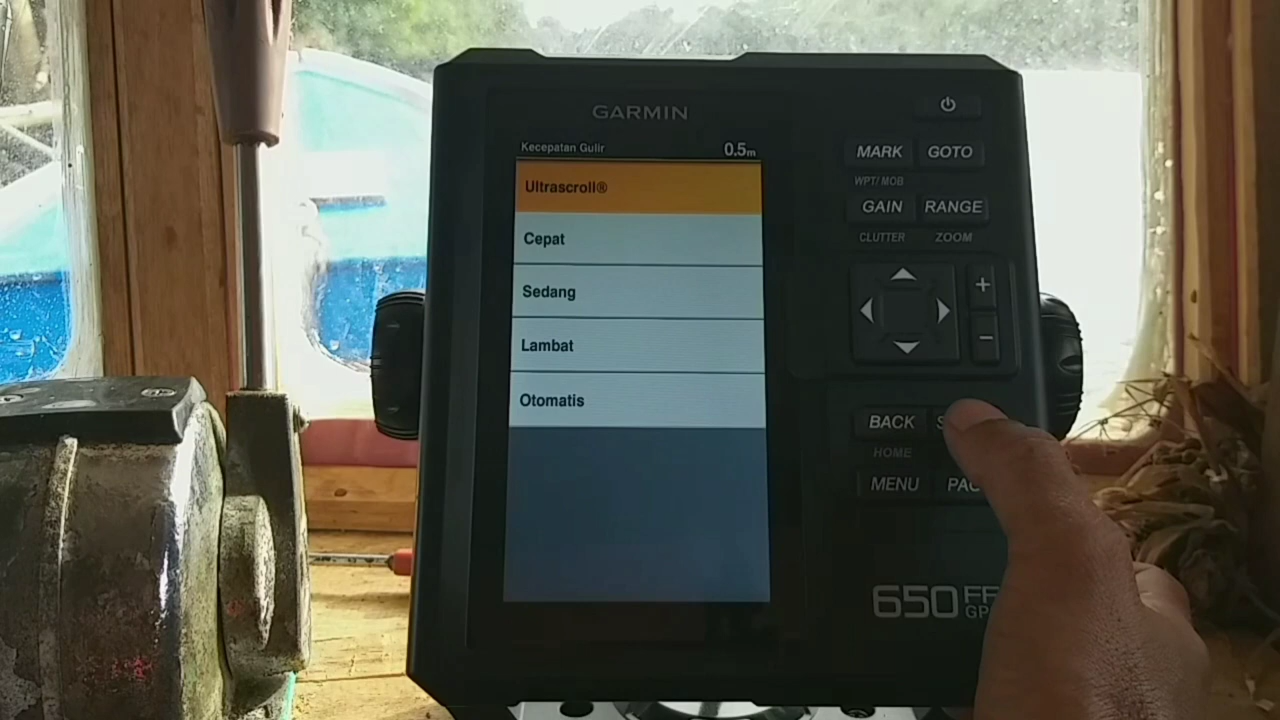 GARMIN
Kecepatan Gulir 0.5m
Ultrascroll®
Cepat
Sedang
Lambat
Otomatis
MARK GOTO
WPT/ MOB
GAIN RANGE
CLUTTER ZOOM
+
−
BACK
HOME
MENU
650